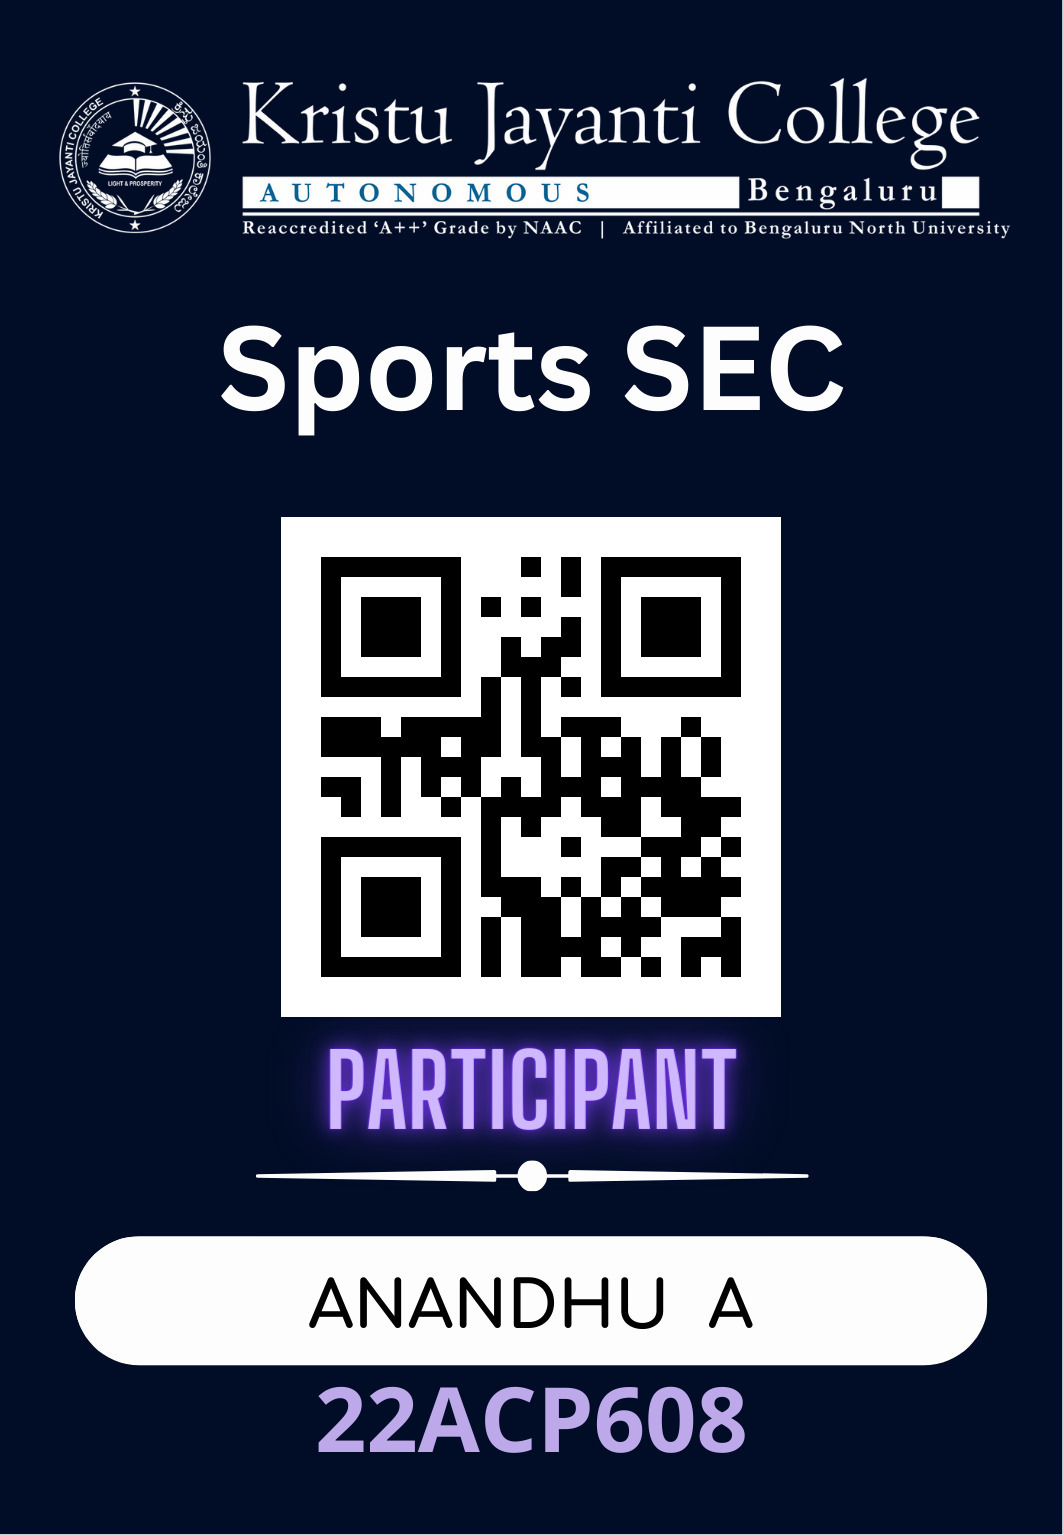 Kristu Jayanti College
AUTONOMOUS Bengaluru
Reaccredited ‘A++’ Grade by NAAC | Affiliated to Bengaluru North University
KRISTU JAYANTI COLLEGE
LIGHT & PROSPERITY
Sports SEC
PARTICIPANT
ANANDHU A
22ACP608